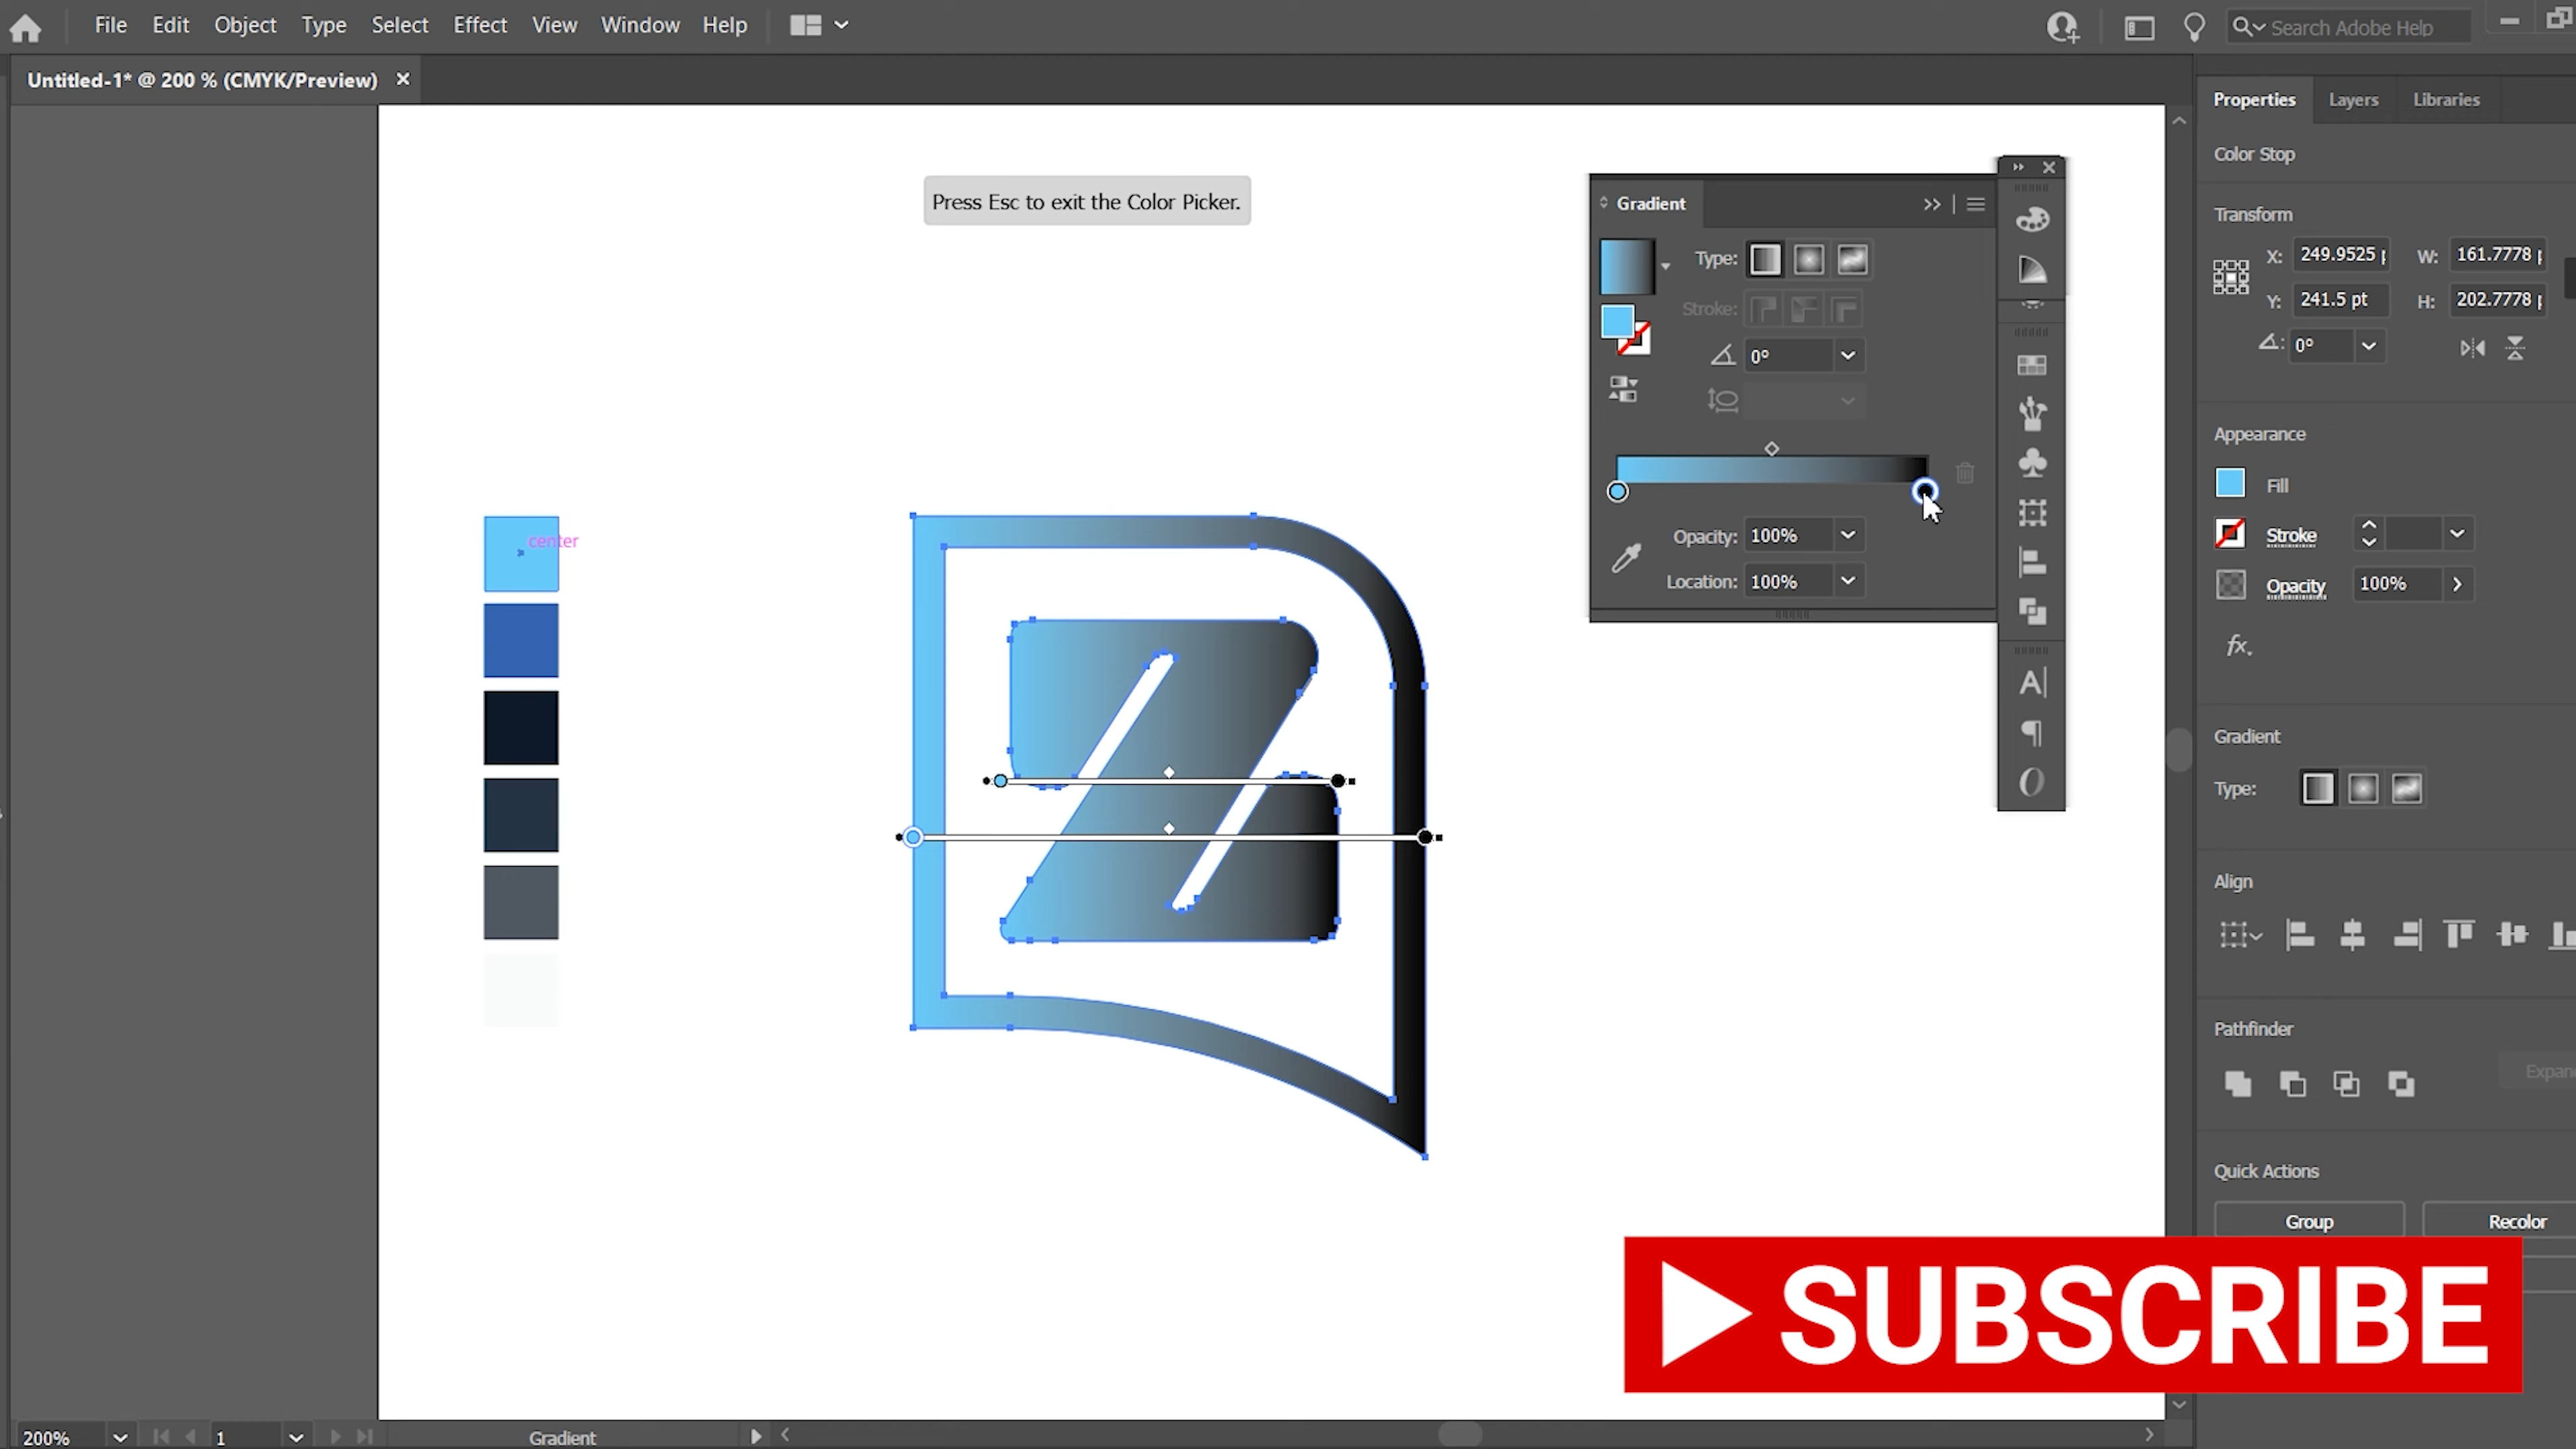 File Edit Object Type Select Effect View Window Help
Search Adobe Help
Untitled-1* @ 200 % (CMYK/Preview)
Properties Layers Libraries
Color Stop
Transform
X: 249.9525 W: 161.7778
Y: 241.5 pt H: 202.7778
0°
Appearance
Fill
Stroke
Opacity 100%
fx.
Gradient
Type:
Align
Pathfinder
Quick Actions
Group Recolor
Press Esc to exit the Color Picker.
Gradient
Type:
Stroke:
0°
Opacity: 100%
Location: 100%
center
SUBSCRIBE
200% 1 Gradient